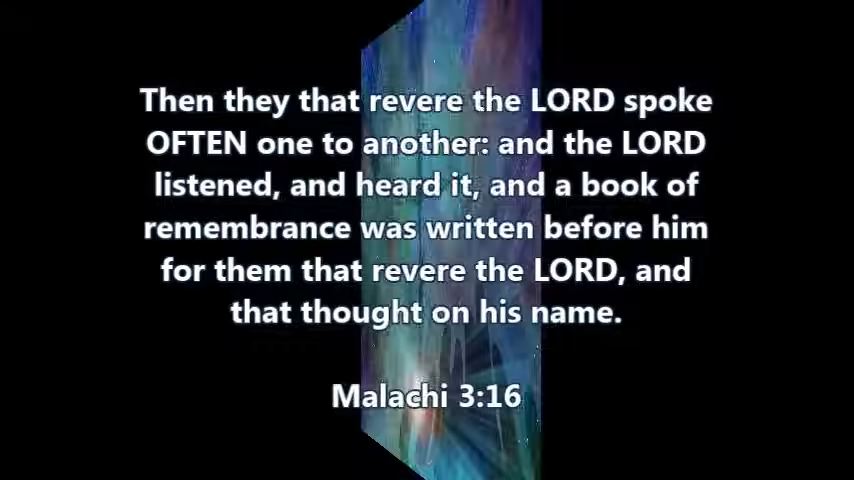 Then they that revere the LORD spoke
OFTEN one to another: and the LORD
listened, and heard it, and a book of
remembrance was written before him
for them that revere the LORD, and
that thought on his name.
Malachi 3:16